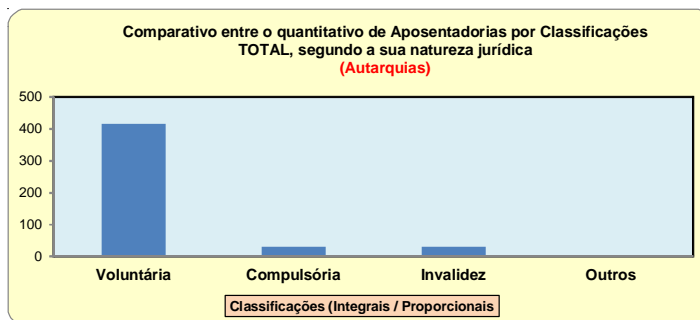 Comparativo entre o quantitativo de Aposentadorias por Classificações
TOTAL, segundo a sua natureza jurídica
(Autarquias)
500
400
300
200
100
0
Voluntária Compulsória Invalidez Outros
Classificações (Integrais / Proporcionais